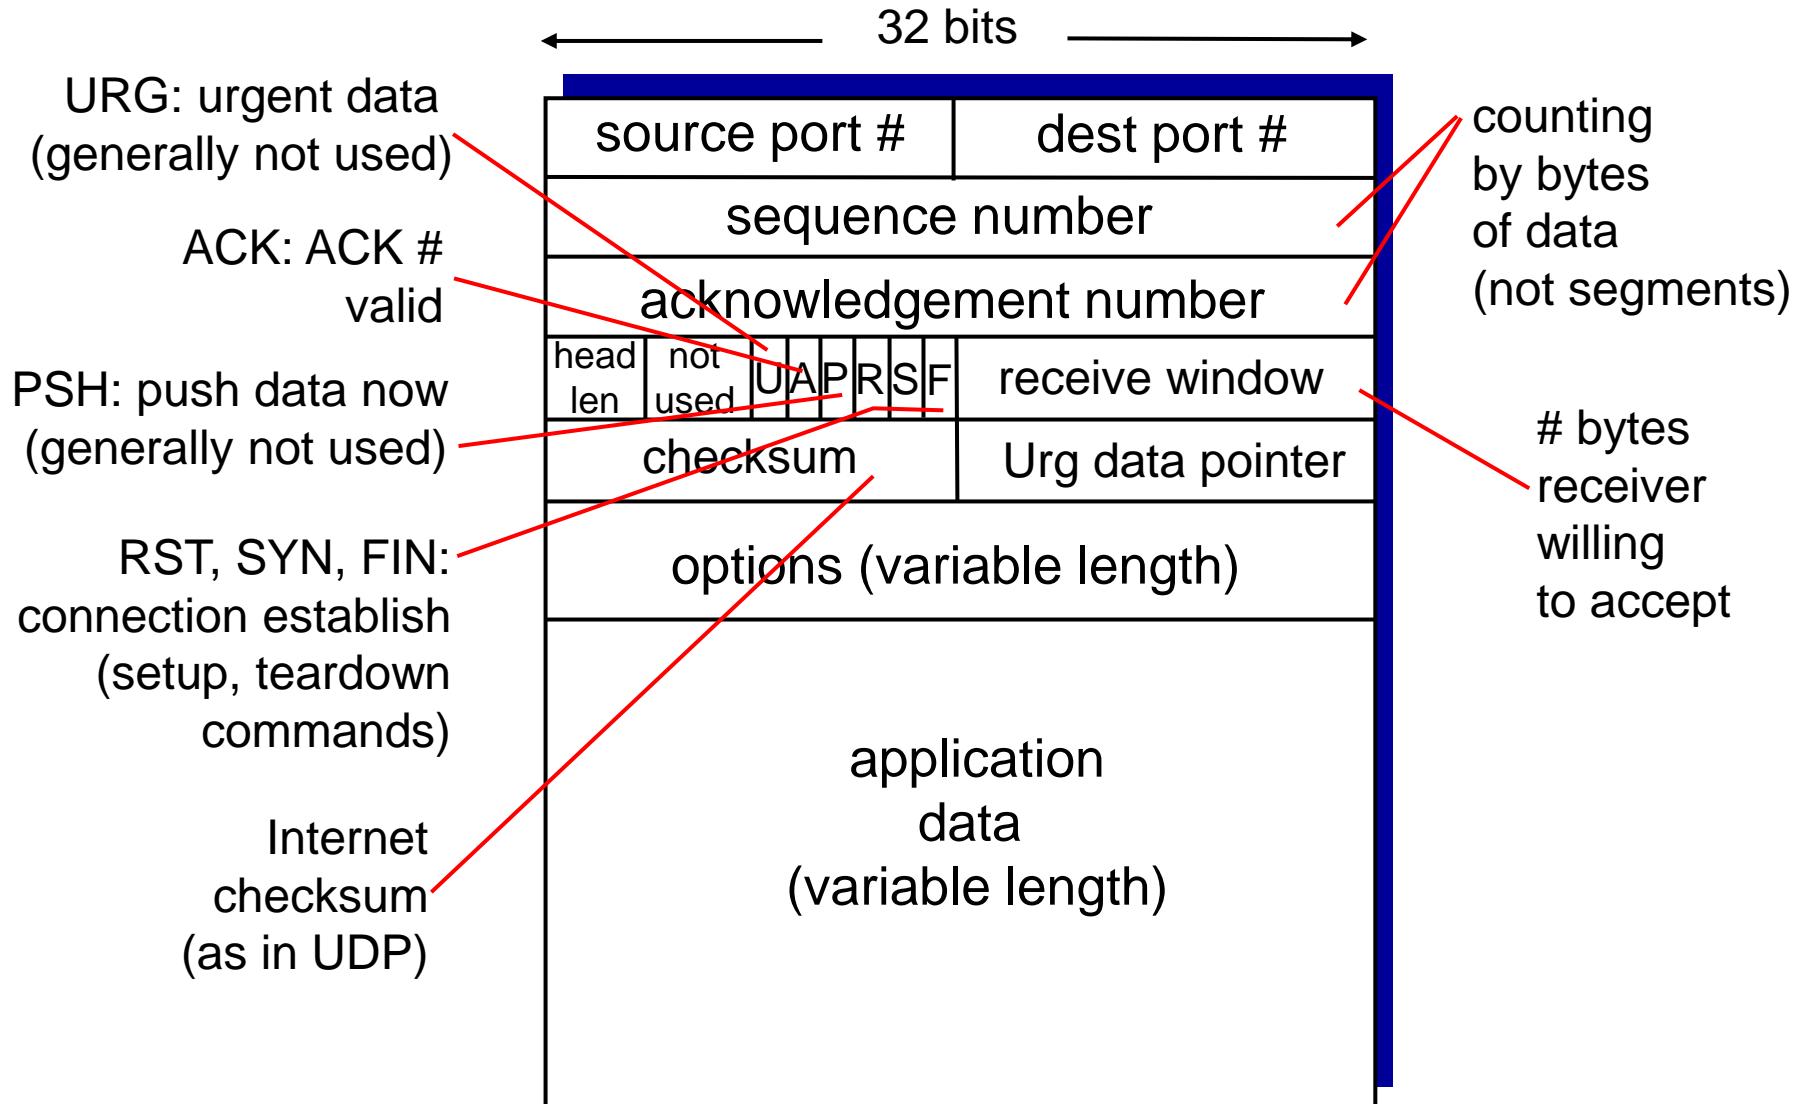 32 bits
URG: urgent data
(generally not used)
ACK: ACK #
valid
PSH: push data now
(generally not used)
RST, SYN, FIN:
connection establish
(setup, teardown
commands)
Internet
checksum
(as in UDP)
source port #
dest port #
sequence number
acknowledgement number
head
len
not
used
U A P R S F
receive window
checksum
Urg data pointer
options (variable length)
application
data
(variable length)
counting
by bytes
of data
(not segments)
# bytes
receiver
willing
to accept